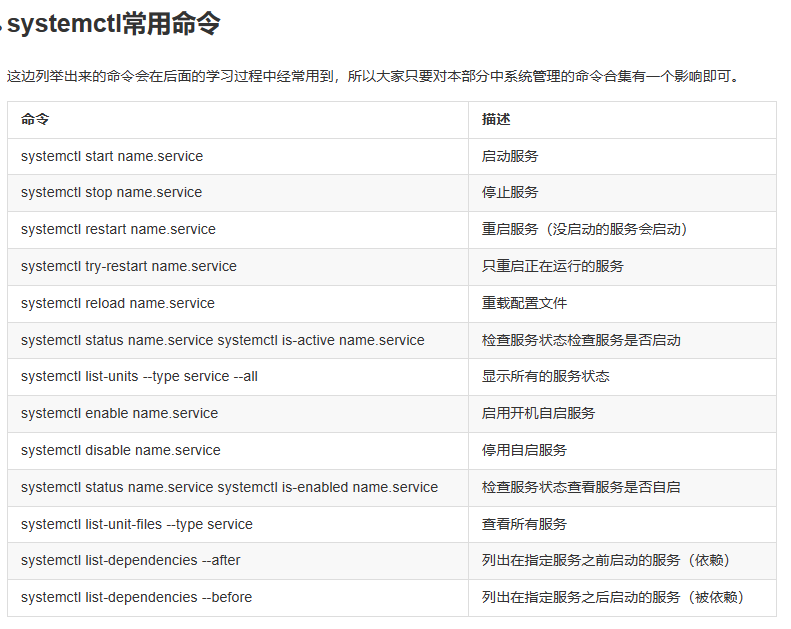 systemctl常用命令
这边列举出来的命令会在后面的学习过程中经常用到，所以大家只要对本部分中系统管理的命令合集有一个影响即可。
命令 描述
systemctl start name.service 启动服务
systemctl stop name.service 停止服务
systemctl restart name.service 重启服务（没启动的服务会启动）
systemctl try-restart name.service 只重启正在运行的服务
systemctl reload name.service 重载配置文件
systemctl status name.service systemctl is-active name.service 检查服务状态检查服务是否启动
systemctl list-units --type service --all 显示所有的服务状态
systemctl enable name.service 启用开机自启服务
systemctl disable name.service 停用自启服务
systemctl status name.service systemctl is-enabled name.service 检查服务状态查看服务是否自启
systemctl list-unit-files --type service 查看所有服务
systemctl list-dependencies --after 列出在指定服务之前启动的服务（依赖）
systemctl list-dependencies --before 列出在指定服务之后启动的服务（被依赖）